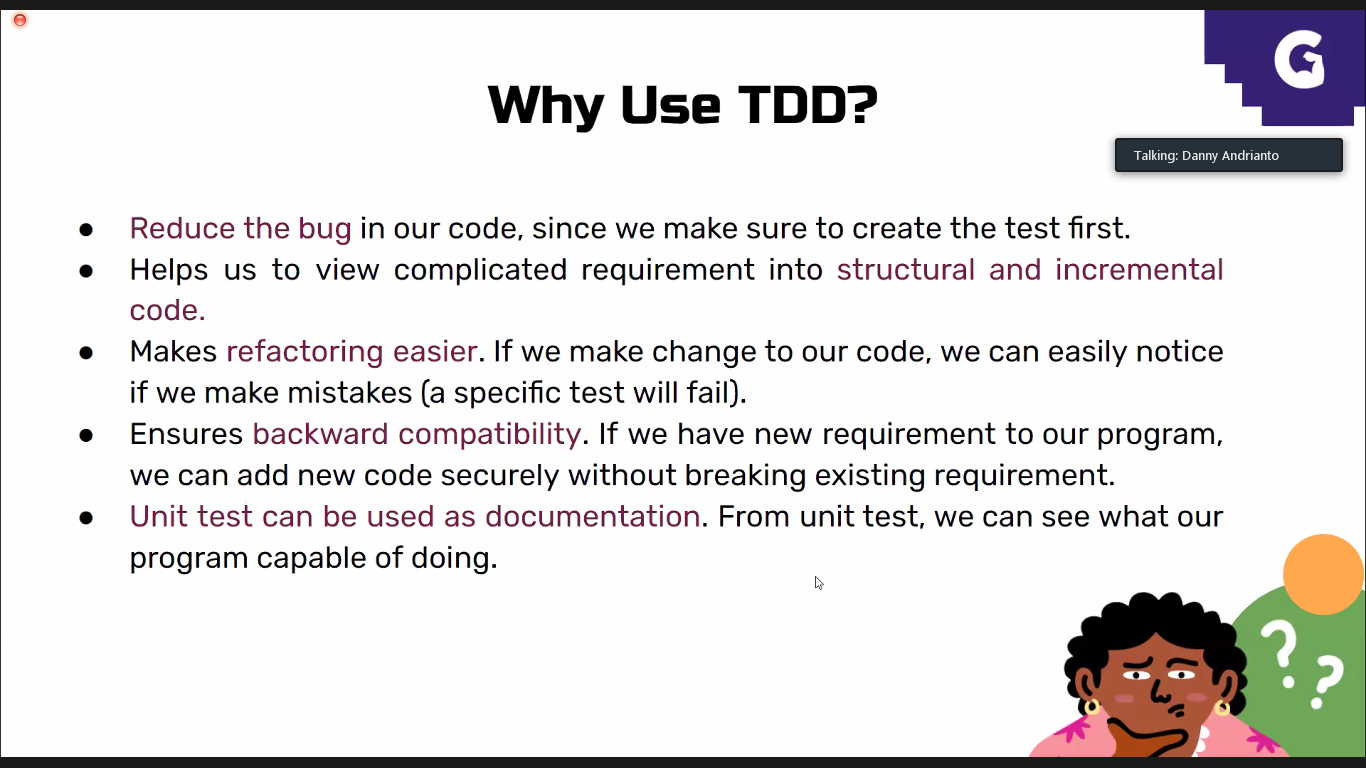 G
Why Use TDD?
Talking: Danny Andrianto
● Reduce the bug in our code, since we make sure to create the test first.
● Helps us to view complicated requirement into structural and incremental
code.
● Makes refactoring easier. If we make change to our code, we can easily notice
if we make mistakes (a specific test will fail).
● Ensures backward compatibility. If we have new requirement to our program,
we can add new code securely without breaking existing requirement.
● Unit test can be used as documentation. From unit test, we can see what our
program capable of doing.
? ?